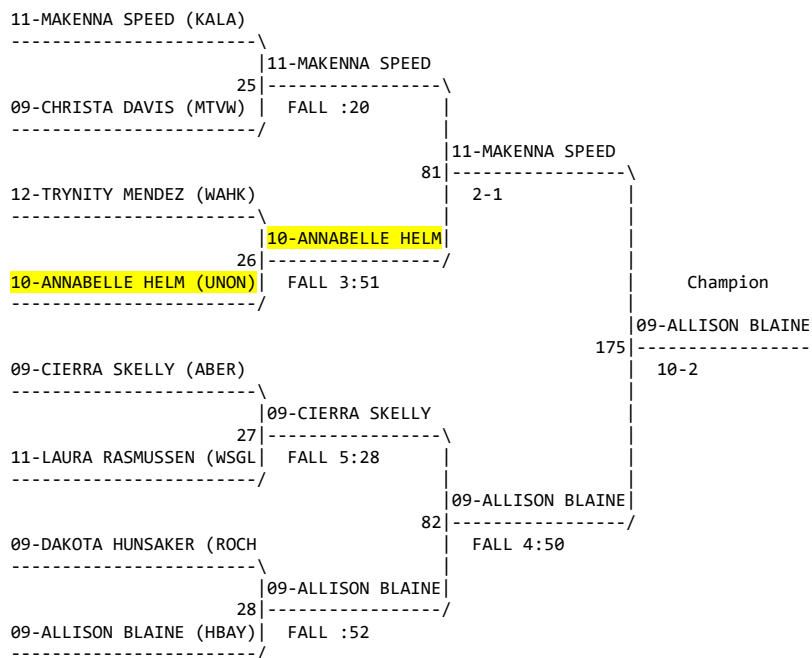 11-MAKENNA SPEED (KALA)
11-MAKENNA SPEED
25
09-CHRISTA DAVIS (MTVW)
FALL :20
11-MAKENNA SPEED
81
12-TRYNITY MENDEZ (WAHK)
2-1
10-ANNABELLE HELM
26
10-ANNABELLE HELM (UNON)
FALL 3:51
Champion
09-ALLISON BLAINE
175
09-CIERRA SKELLY (ABER)
10-2
09-CIERRA SKELLY
27
11-LAURA RASMUSSEN (WSGL
FALL 5:28
09-ALLISON BLAINE
82
09-DAKOTA HUNSAKER (ROCH
FALL 4:50
09-ALLISON BLAINE
28
09-ALLISON BLAINE (HBAY)
FALL :52